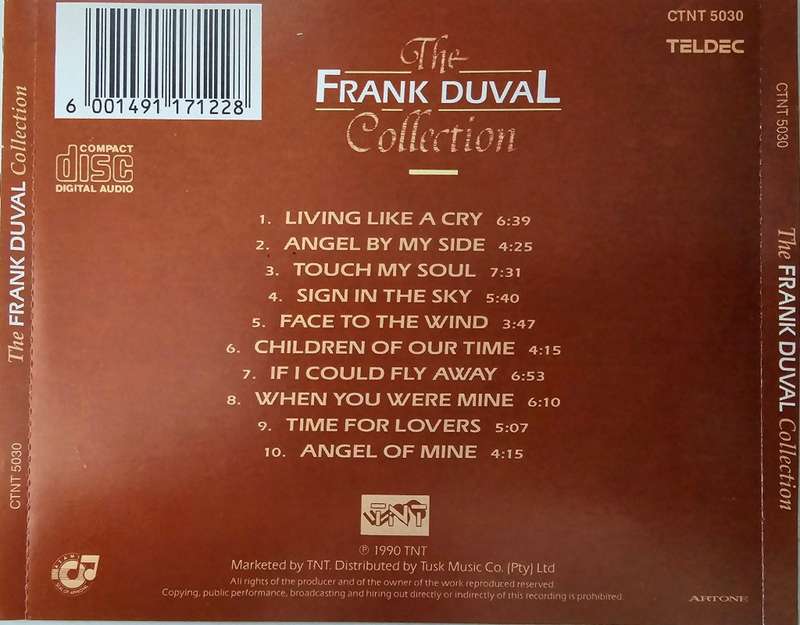 CTNT 5030
TELDEC
6 001491 171228
The
FRANK DUVAL
Collection
COMPACT
disc
DIGITAL AUDIO
1. LIVING LIKE A CRY 6:39
2. ANGEL BY MY SIDE 4:25
3. TOUCH MY SOUL 7:31
4. SIGN IN THE SKY 5:40
5. FACE TO THE WIND 3:47
6. CHILDREN OF OUR TIME 4:15
7. IF I COULD FLY AWAY 6:53
8. WHEN YOU WERE MINE 6:10
9. TIME FOR LOVERS 5:07
10. ANGEL OF MINE 4:15
TNT
℗ 1990 TNT
Marketed by TNT. Distributed by Tusk Music Co. (Pty) Ltd
All rights of the producer and of the owner of the work reproduced reserved.
Copying, public performance, broadcasting and hiring out directly or indirectly of this recording is prohibited.
ARTONE
The FRANK DUVAL Collection
CTNT 5030
CTNT 5030
The FRANK DUVAL Collection